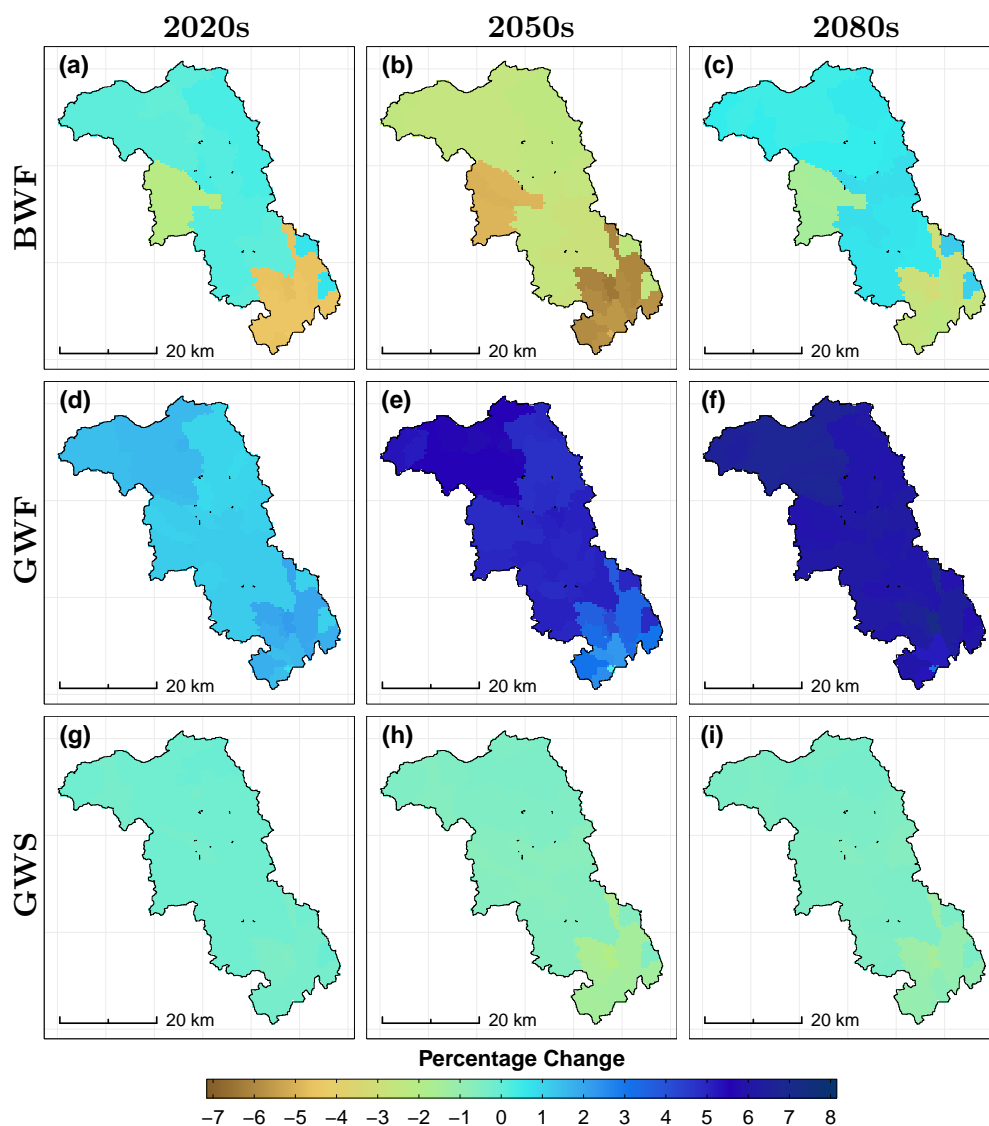 2020s 2050s 2080s
BWF
(a) (b) (c)
20 km 20 km 20 km
GWF
(d) (e) (f)
20 km 20 km 20 km
GWS
(g) (h) (i)
20 km 20 km 20 km
Percentage Change
−7 −6 −5 −4 −3 −2 −1 0 1 2 3 4 5 6 7 8